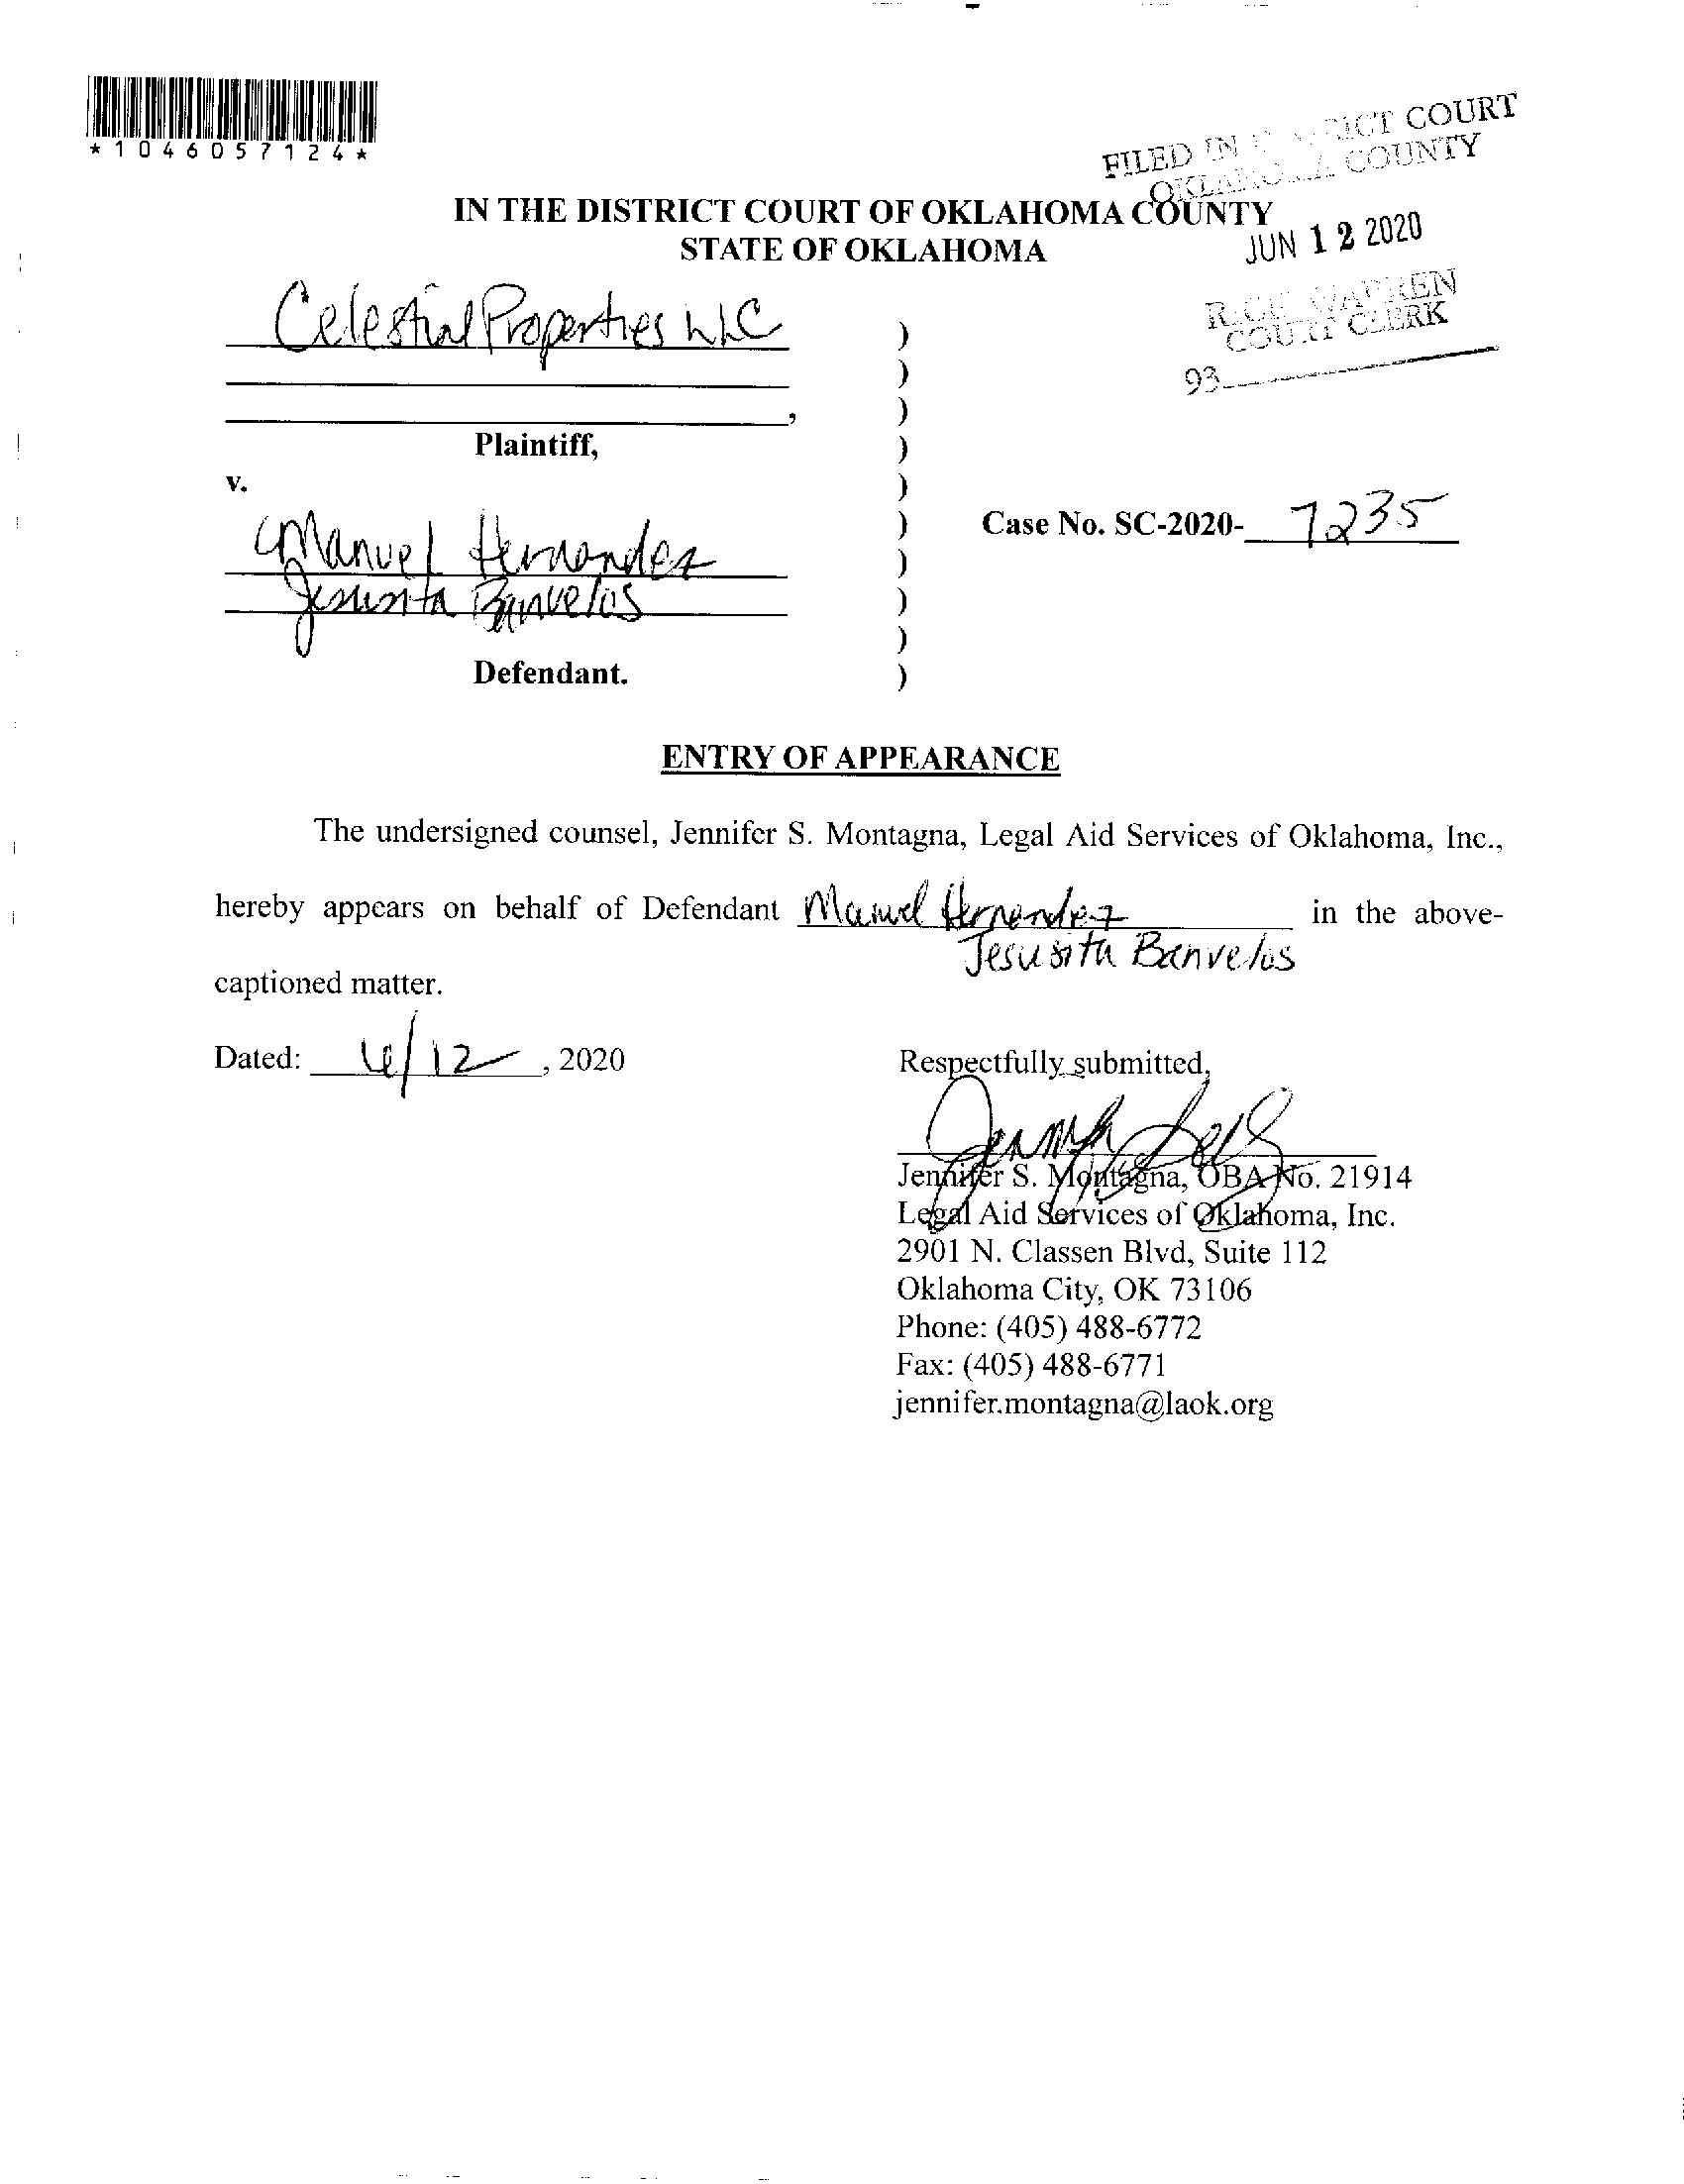 *1046057124*
FILED IN DISTRICT COURT
OKLAHOMA COUNTY
IN THE DISTRICT COURT OF OKLAHOMA COUNTY
STATE OF OKLAHOMA
JUN 12 2020
WARREN
COURT CLERK
93
Celestial Properties LLC )
)
, )
Plaintiff, )
v. )
Case No. SC-2020- 7235
Manuel Hernandez )
Jesusita Banvelos )
)
Defendant. )
ENTRY OF APPEARANCE
The undersigned counsel, Jennifer S. Montagna, Legal Aid Services of Oklahoma, Inc.,
hereby appears on behalf of Defendant Manuel Hernandez in the above-
Jesusita Banvelos
captioned matter.
Dated: 6/12, 2020
Respectfully submitted,
Jennifer S. Montagna, OBA No. 21914
Legal Aid Services of Oklahoma, Inc.
2901 N. Classen Blvd, Suite 112
Oklahoma City, OK 73106
Phone: (405) 488-6772
Fax: (405) 488-6771
jennifer.montagna@laok.org